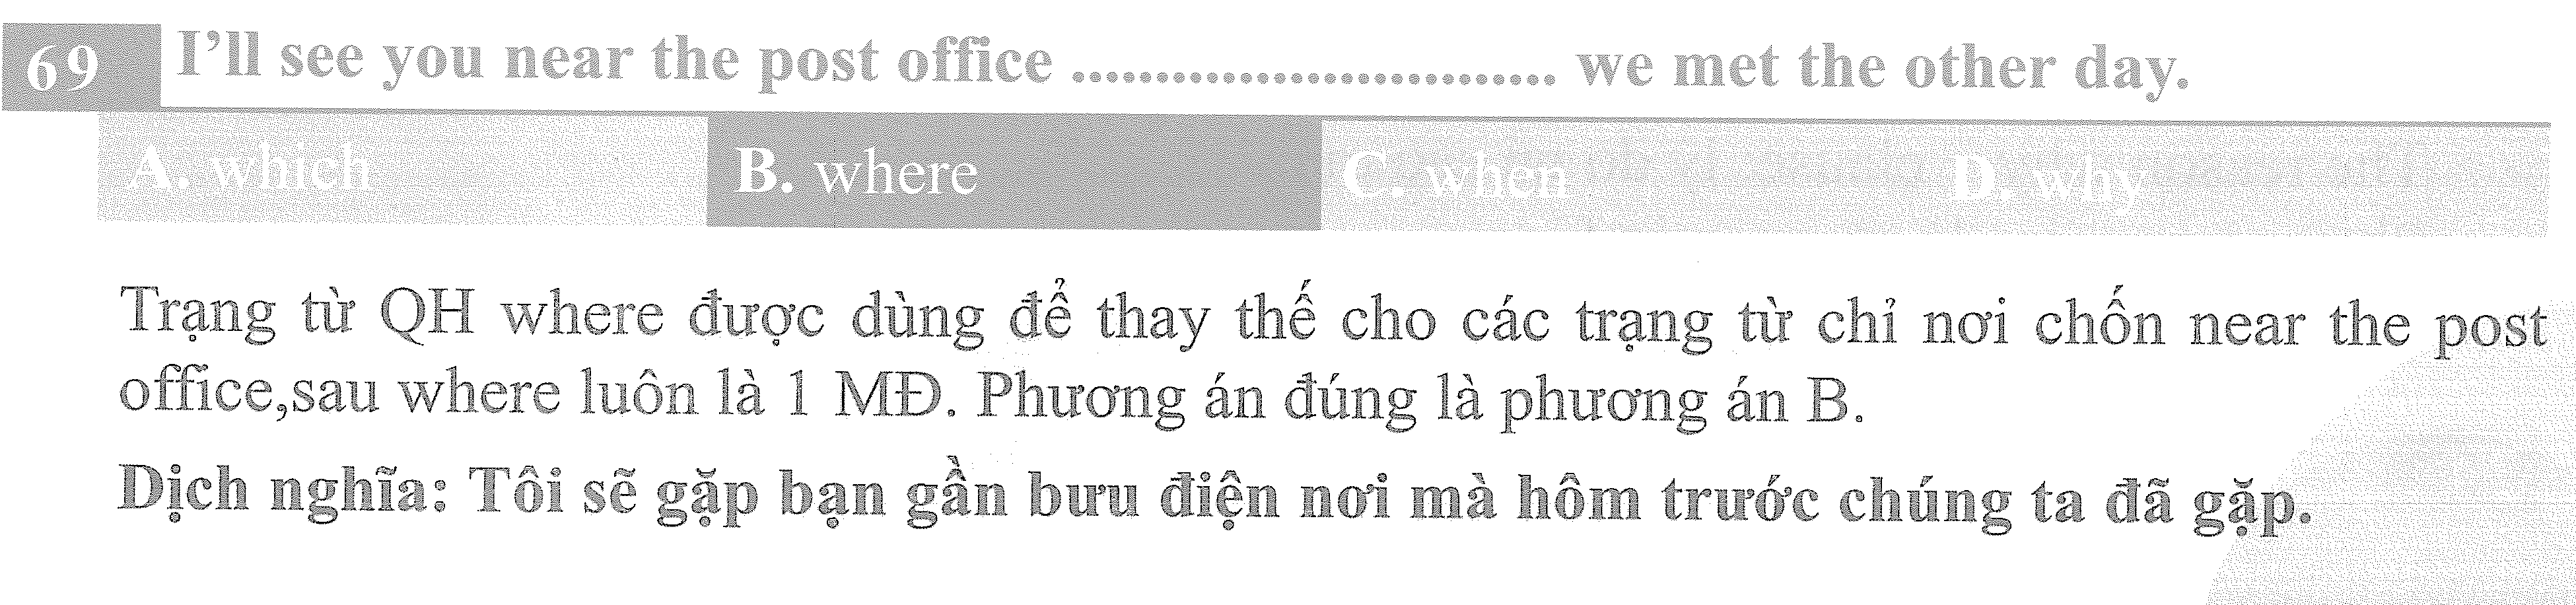 69 I'll see you near the post office ................................ we met the other day.
A. which B. where C. when D. why
Trạng từ QH where được dùng để thay thế cho các trạng từ chỉ nơi chốn near the post
office,sau where luôn là 1 MĐ. Phương án đúng là phương án B.
Dịch nghĩa: Tôi sẽ gặp bạn gần bưu điện nơi mà hôm trước chúng ta đã gặp.